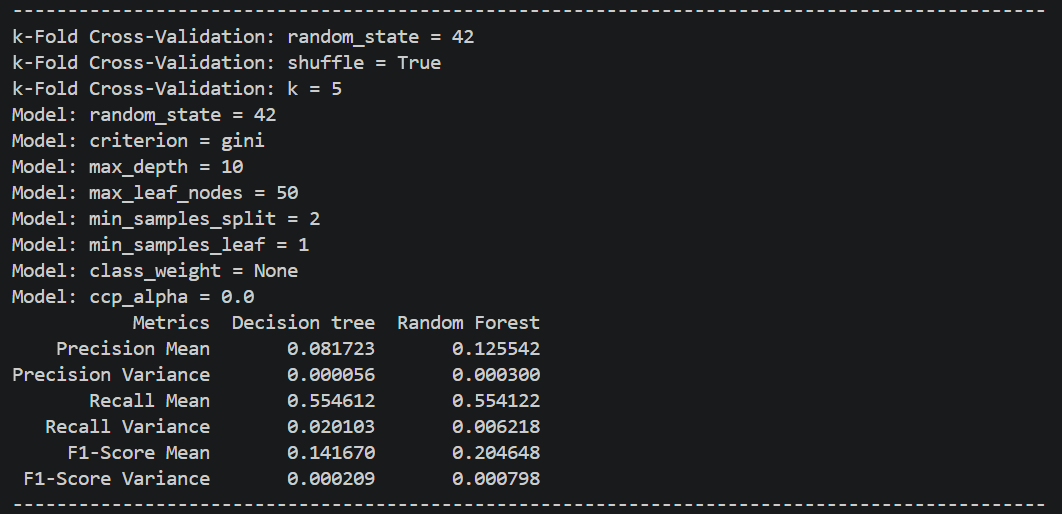 k-Fold Cross-Validation: random_state = 42
k-Fold Cross-Validation: shuffle = True
k-Fold Cross-Validation: k = 5
Model: random_state = 42
Model: criterion = gini
Model: max_depth = 10
Model: max_leaf_nodes = 50
Model: min_samples_split = 2
Model: min_samples_leaf = 1
Model: class_weight = None
Model: ccp_alpha = 0.0
Metrics Decision tree Random Forest
Precision Mean 0.081723 0.125542
Precision Variance 0.000056 0.000300
Recall Mean 0.554612 0.554122
Recall Variance 0.020103 0.006218
F1-Score Mean 0.141670 0.204648
F1-Score Variance 0.000209 0.000798